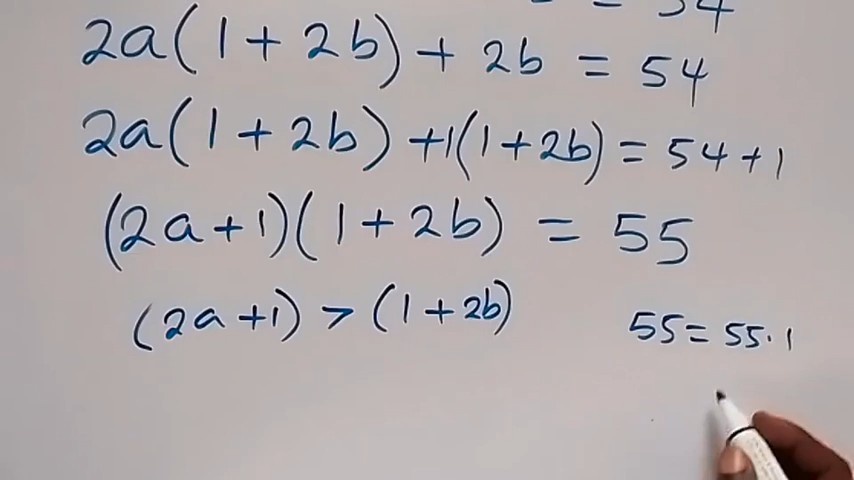 = 54
2a(1+2b) + 2b = 54
2a(1+2b) +1(1+2b) = 54+1
(2a+1)(1+2b) = 55
(2a+1) > (1+2b) 55=55·1